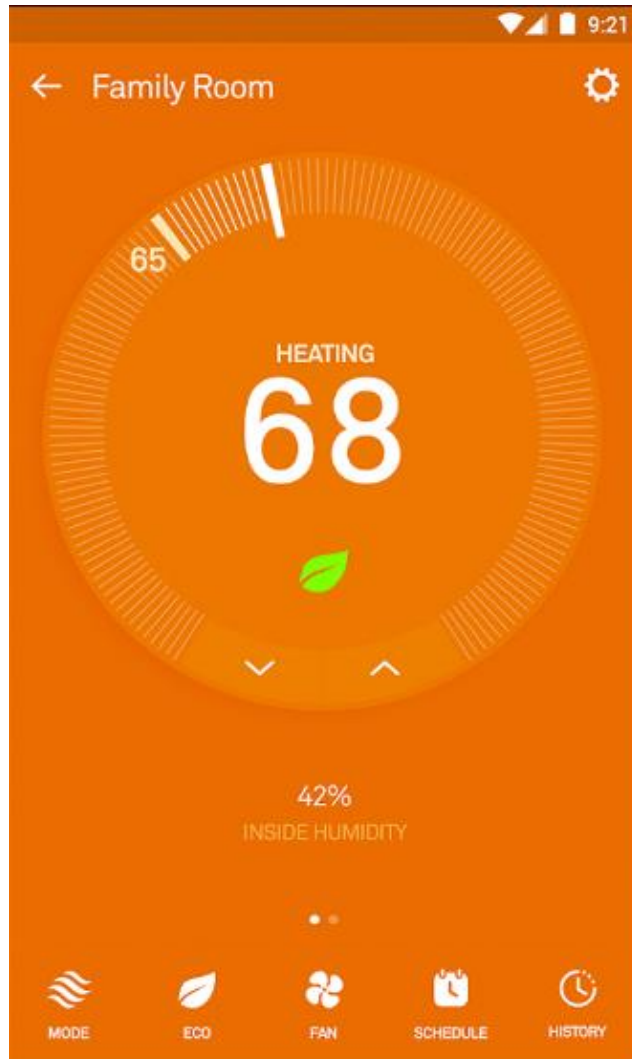 9:21
Family Room
65
HEATING
68
42%
INSIDE HUMIDITY
MODE ECO FAN SCHEDULE HISTORY